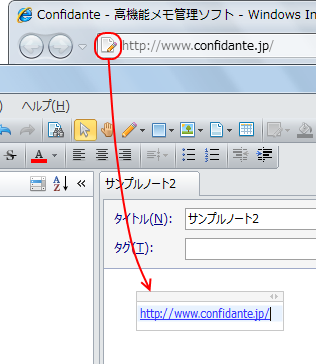 Confidante - 高機能メモ管理ソフト - Windows In
http://www.confidante.jp/
ヘルプ(H)
S A
A Z
サンプルノート2
タイトル(N): サンプルノート2
タグ(T):
http://www.confidante.jp/